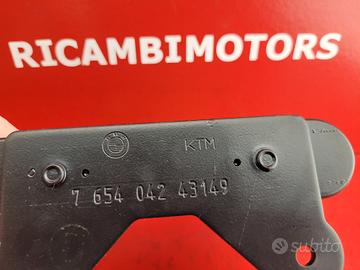 RICAMBIMOTORS
KTM
7 654 042 43149
subito